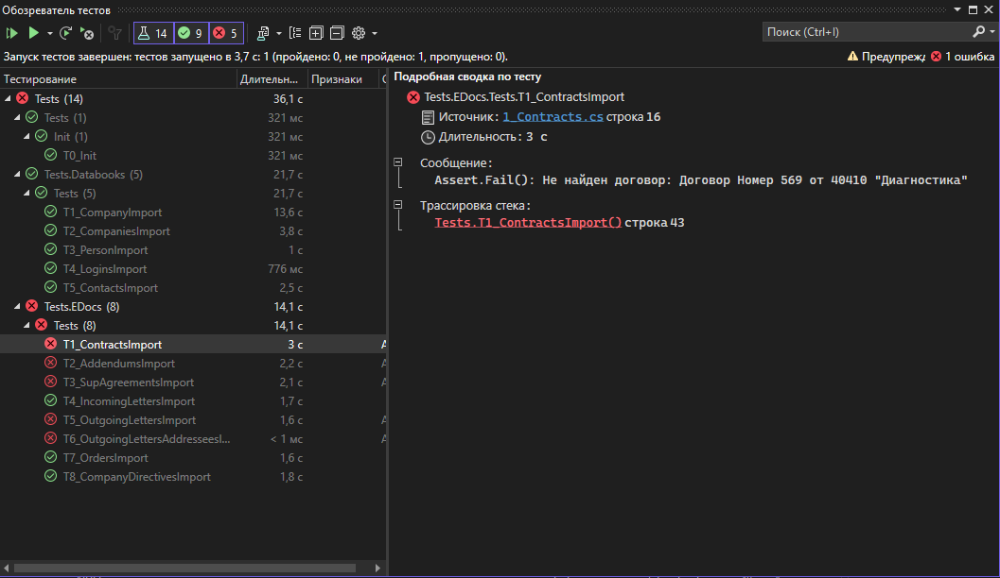 Обозреватель тестов
14 9 5 Поиск (Ctrl+I)
Запуск тестов завершен: тестов запущено в 3,7 с: 1 (пройдено: 0, не пройдено: 1, пропущено: 0). Предупрежд 1 ошибка
Тестирование Длительн... Признаки
Tests (14) 36,1 с
Tests (1) 321 мс
Init (1) 321 мс
T0_Init 321 мс
Tests.Databooks (5) 21,7 с
Tests (5) 21,7 с
T1_CompanyImport 13,6 с
T2_CompaniesImport 3,8 с
T3_PersonImport 1 с
T4_LoginsImport 776 мс
T5_ContactsImport 2,5 с
Tests.EDocs (8) 14,1 с
Tests (8) 14,1 с
T1_ContractsImport 3 с
T2_AddendumsImport 2,2 с
T3_SupAgreementsImport 2,1 с
T4_IncomingLettersImport 1,7 с
T5_OutgoingLettersImport 1,6 с
T6_OutgoingLettersAddresseesI... < 1 мс
T7_OrdersImport 1,6 с
T8_CompanyDirectivesImport 1,8 с
Подробная сводка по тесту
Tests.EDocs.Tests.T1_ContractsImport
Источник: 1_Contracts.cs строка 16
Длительность: 3 с
Сообщение:
Assert.Fail(): Не найден договор: Договор Номер 569 от 40410 "Диагностика"
Трассировка стека:
Tests.T1_ContractsImport() строка 43